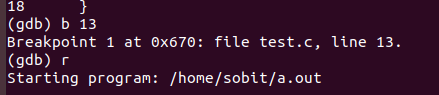 18      }
(gdb) b 13
Breakpoint 1 at 0x670: file test.c, line 13.
(gdb) r
Starting program: /home/sobit/a.out